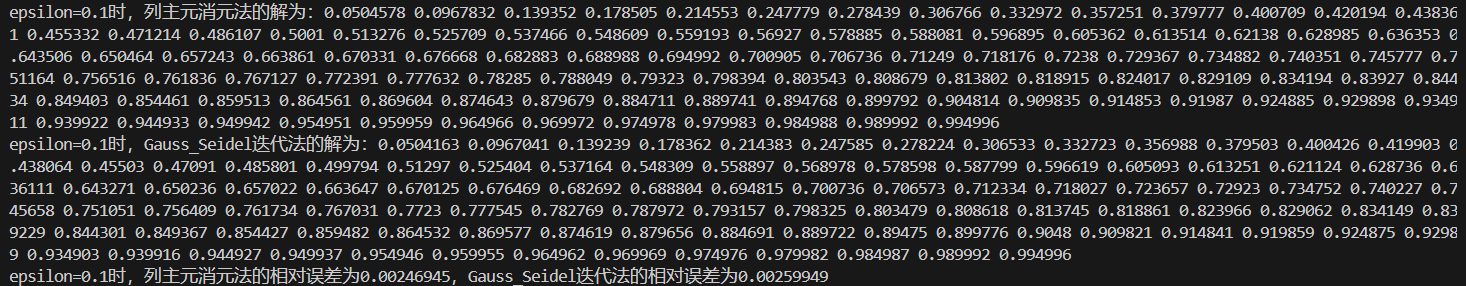 epsilon=0.1时，列主元消元法的解为：0.0504578 0.0967832 0.139352 0.178505 0.214553 0.247779 0.278439 0.306766 0.332972 0.357251 0.379777 0.400709 0.420194 0.43836
1 0.455332 0.471214 0.486107 0.5001 0.513276 0.525709 0.537466 0.548609 0.559193 0.56927 0.578885 0.588081 0.596895 0.605362 0.613514 0.62138 0.628985 0.636353 0
.643506 0.650464 0.657243 0.663861 0.670331 0.676668 0.682883 0.688988 0.694992 0.700905 0.706736 0.71249 0.718176 0.7238 0.729367 0.734882 0.740351 0.745777 0.7
51164 0.756516 0.761836 0.767127 0.772391 0.777632 0.78285 0.788049 0.79323 0.798394 0.803543 0.808679 0.813802 0.818915 0.824017 0.829109 0.834194 0.83927 0.844
34 0.849403 0.854461 0.859513 0.864561 0.869604 0.874643 0.879679 0.884711 0.889741 0.894768 0.899792 0.904814 0.909835 0.914853 0.91987 0.924885 0.929898 0.9349
11 0.939922 0.944933 0.949942 0.954951 0.959959 0.964966 0.969972 0.974978 0.979983 0.984988 0.989992 0.994996
epsilon=0.1时，Gauss_Seidel迭代法的解为：0.0504163 0.0967041 0.139239 0.178362 0.214383 0.247585 0.278224 0.306533 0.332723 0.356988 0.379503 0.400426 0.419903 0
.438064 0.45503 0.47091 0.485801 0.499794 0.51297 0.525404 0.537164 0.548309 0.558897 0.568978 0.578598 0.587799 0.596619 0.605093 0.613251 0.621124 0.628736 0.6
36111 0.643271 0.650236 0.657022 0.663647 0.670125 0.676469 0.682692 0.688804 0.694815 0.700736 0.706573 0.712334 0.718027 0.723657 0.72923 0.734752 0.740227 0.7
45658 0.751051 0.756409 0.761734 0.767031 0.7723 0.777545 0.782769 0.787972 0.793157 0.798325 0.803479 0.808618 0.813745 0.818861 0.823966 0.829062 0.834149 0.83
9229 0.844301 0.849367 0.854427 0.859482 0.864532 0.869577 0.874619 0.879656 0.884691 0.889722 0.89475 0.899776 0.9048 0.909821 0.914841 0.919859 0.924875 0.92988
9 0.934903 0.939916 0.944927 0.949937 0.954946 0.959955 0.964962 0.969969 0.974976 0.979982 0.984987 0.989992 0.994996
epsilon=0.1时，列主元消元法的相对误差为0.00246945，Gauss_Seidel迭代法的相对误差为0.00259949